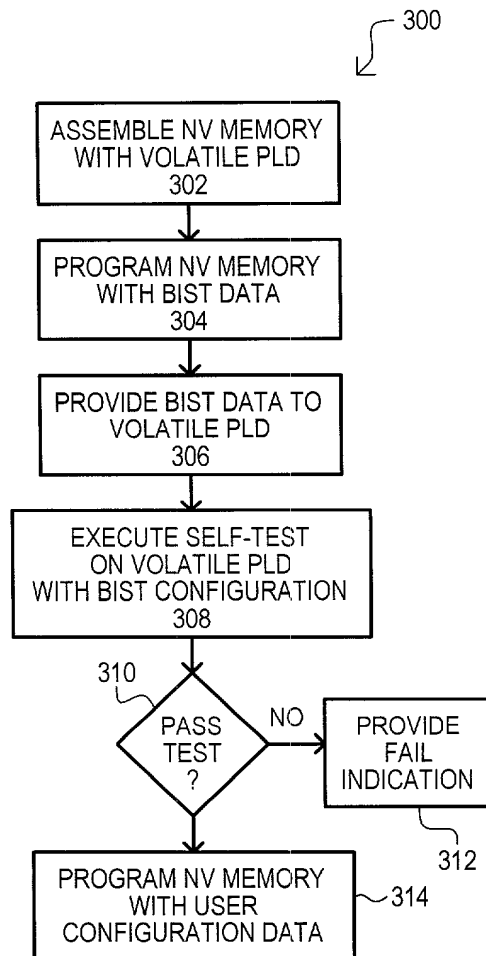 300
ASSEMBLE NV MEMORY
WITH VOLATILE PLD
302
PROGRAM NV MEMORY
WITH BIST DATA
304
PROVIDE BIST DATA TO
VOLATILE PLD
306
EXECUTE SELF-TEST
ON VOLATILE PLD
WITH BIST CONFIGURATION
308
310
PASS
TEST
?
NO
PROVIDE
FAIL
INDICATION
312
PROGRAM NV MEMORY
WITH USER
CONFIGURATION DATA
314